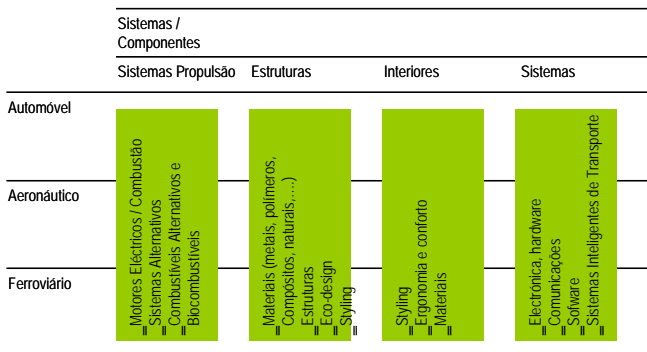 Sistemas /
Componentes
Sistemas Propulsão
Estruturas
Interiores
Sistemas
Automóvel
Aeronáutico
Ferroviário
Motores Eléctricos / Combustão
Sistemas Alternativos
Combustíveis Alternativos e
Biocombustíveis
Materiais (metais, polímeros,
Compósitos, naturais,….)
Estruturas
Eco-design
Styling
Styling
Ergonomia e conforto
Materiais
Electrónica, hardware
Comunicações
Sofware
Sistemas Inteligentes de Transporte